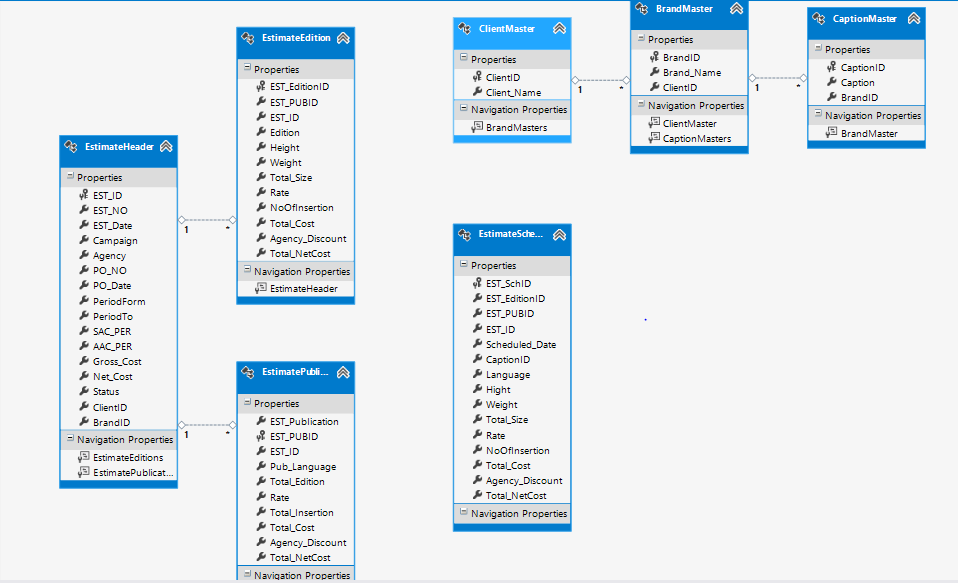 EstimateHeader
Properties
EST_ID
EST_NO
EST_Date
Campaign
Agency
PO_NO
PO_Date
PeriodForm
PeriodTo
SAC_PER
AAC_PER
Gross_Cost
Net_Cost
Status
ClientID
BrandID
Navigation Properties
EstimateEditions
EstimatePublicat...
1
*
1
*
EstimateEdition
Properties
EST_EditionID
EST_PUBID
EST_ID
Edition
Height
Weight
Total_Size
Rate
NoOfInsertion
Total_Cost
Agency_Discount
Total_NetCost
Navigation Properties
EstimateHeader
EstimatePubli...
Properties
EST_Publication
EST_PUBID
EST_ID
Pub_Language
Total_Edition
Rate
Total_Insertion
Total_Cost
Agency_Discount
Total_NetCost
Navigation Properties
ClientMaster
Properties
ClientID
Client_Name
Navigation Properties
BrandMasters
1
*
BrandMaster
Properties
BrandID
Brand_Name
ClientID
Navigation Properties
ClientMaster
CaptionMasters
1
*
CaptionMaster
Properties
CaptionID
Caption
BrandID
Navigation Properties
BrandMaster
EstimateSche...
Properties
EST_SchID
EST_EditionID
EST_PUBID
EST_ID
Scheduled_Date
CaptionID
Language
Hight
Weight
Total_Size
Rate
NoOfInsertion
Total_Cost
Agency_Discount
Total_NetCost
Navigation Properties